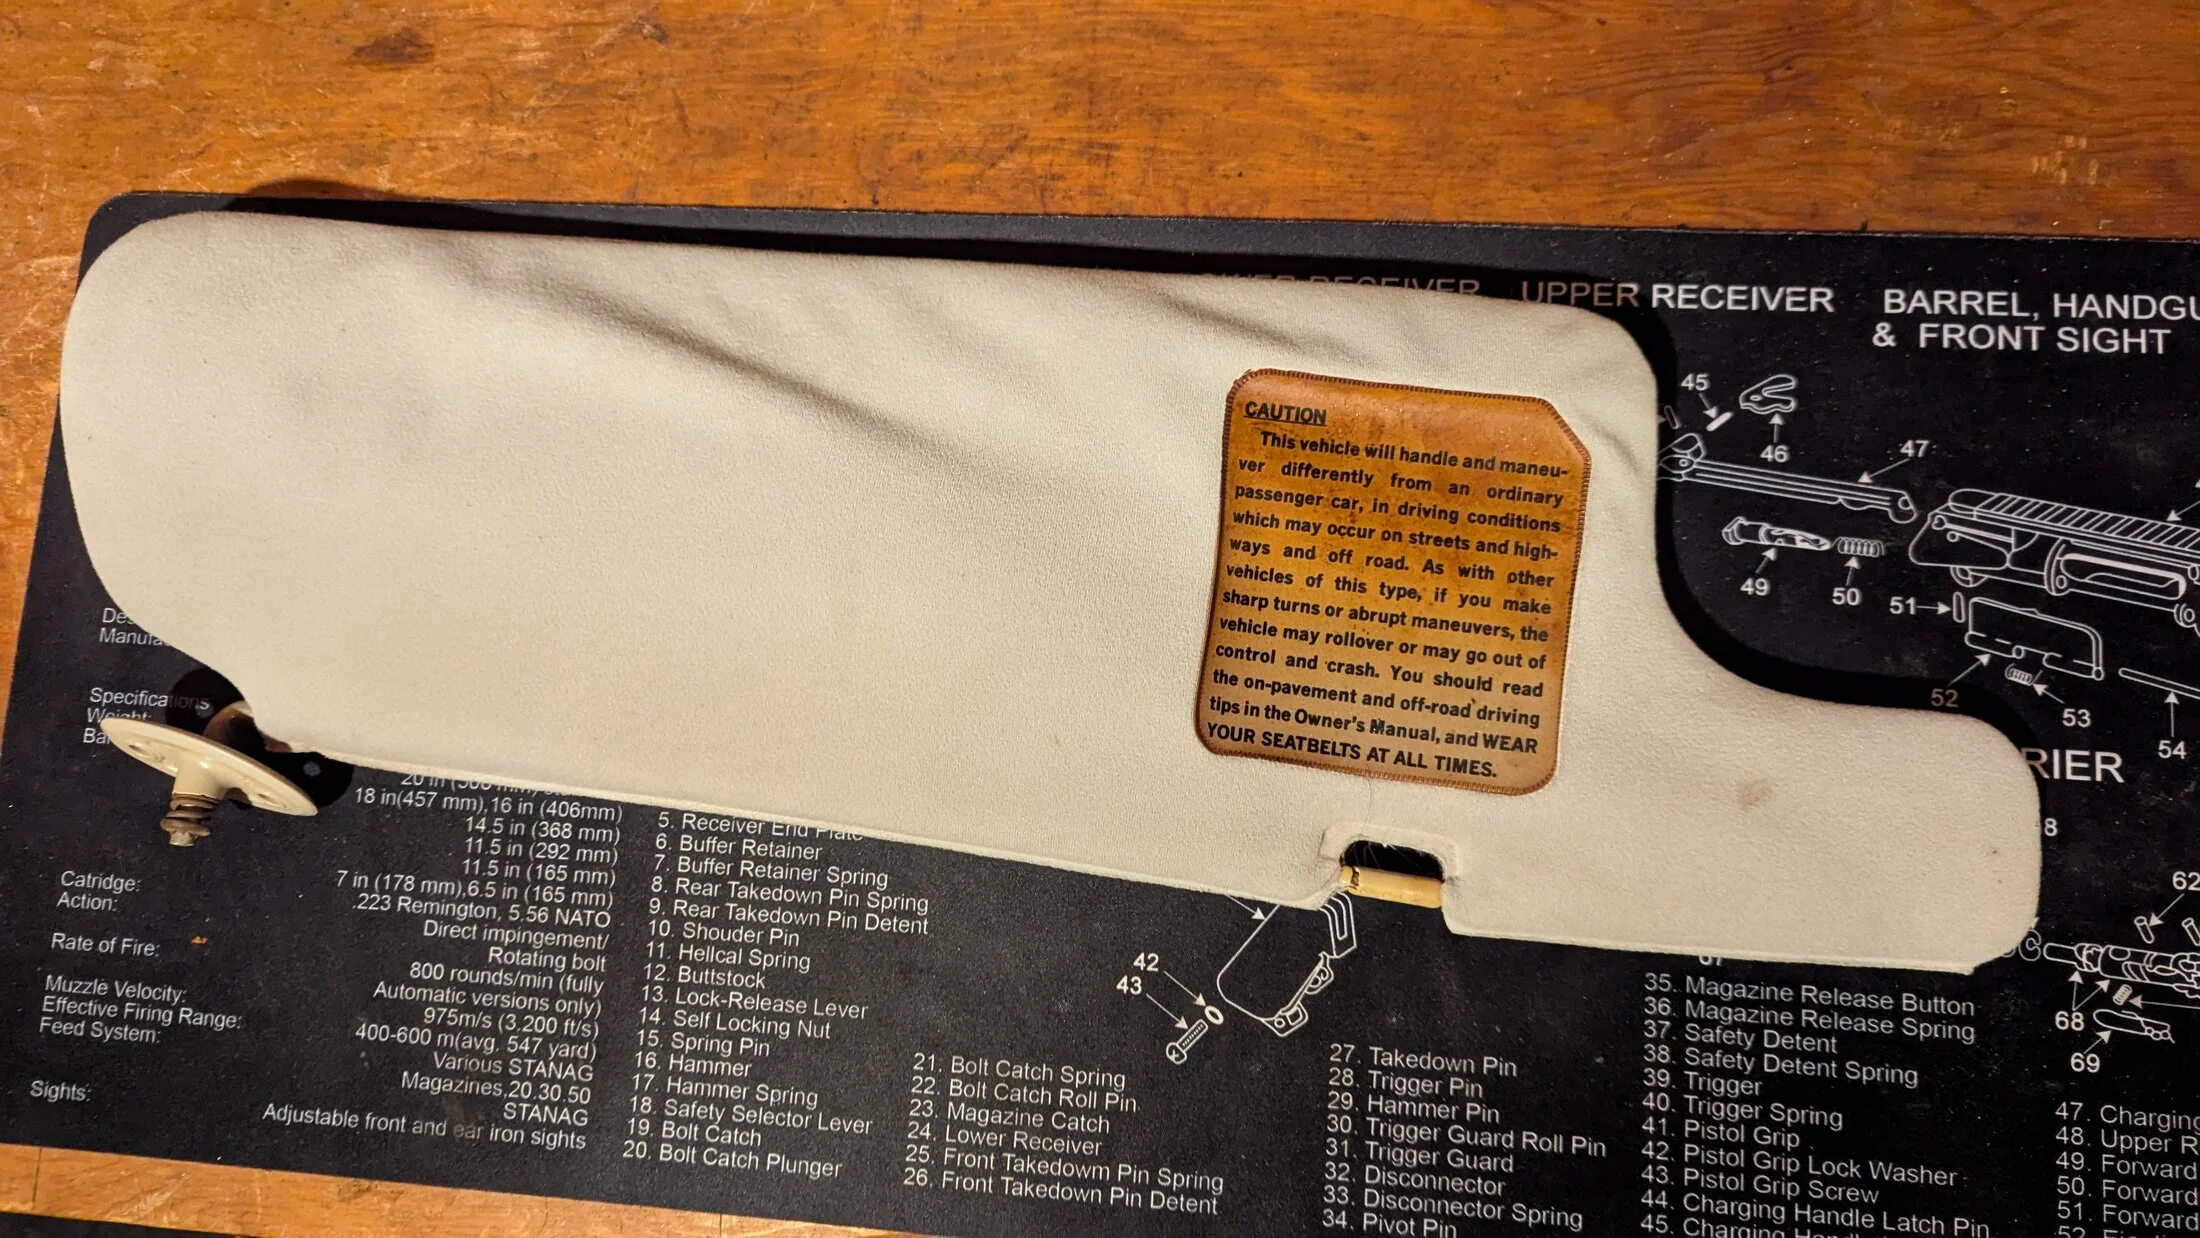 RECEIVER
UPPER RECEIVER
BARREL, HANDGU
& FRONT SIGHT
CAUTION
This vehicle will handle and maneu-
ver differently from an ordinary
passenger car, in driving conditions
which may occur on streets and high-
ways and off road. As with other
vehicles of this type, if you make
sharp turns or abrupt maneuvers, the
vehicle may rollover or may go out of
control and crash. You should read
the on-pavement and off-road driving
tips in the Owner's Manual, and WEAR
YOUR SEATBELTS AT ALL TIMES.
45
46
47
49
50
51
52
53
54
RIER
8
62
68
69
42
43
De
Manufa
Specifications
Weight:
Ba
18 in(457 mm),16 in (406mm)
14.5 in (368 mm)
11.5 in (292 mm)
11.5 in (165 mm)
7 in (178 mm),6.5 in (165 mm)
Catridge:
.223 Remington, 5.56 NATO
Action:
Direct impingement/
Rotating bolt
Rate of Fire:
800 rounds/min (fully
Automatic versions only)
Muzzle Velocity:
975m/s (3.200 ft/s)
Effective Firing Range:
400-600 m(avg. 547 yard)
Feed System:
Various STANAG
Magazines,20.30.50
STANAG
Sights:
Adjustable front and ear iron sights
5. Receiver End Plate
6. Buffer Retainer
7. Buffer Retainer Spring
8. Rear Takedown Pin Spring
9. Rear Takedown Pin Detent
10. Shouder Pin
11. Hellcal Spring
12. Buttstock
13. Lock-Release Lever
14. Self Locking Nut
15. Spring Pin
16. Hammer
17. Hammer Spring
18. Safety Selector Lever
19. Bolt Catch
20. Bolt Catch Plunger
21. Bolt Catch Spring
22. Bolt Catch Roll Pin
23. Magazine Catch
24. Lower Receiver
25. Front Takedowm Pin Spring
26. Front Takedown Pin Detent
27. Takedown Pin
28. Trigger Pin
29. Hammer Pin
30. Trigger Guard Roll Pin
31. Trigger Guard
32. Disconnector
33. Disconnector Spring
34. Pivot Pin
35. Magazine Release Button
36. Magazine Release Spring
37. Safety Detent
38. Safety Detent Spring
39. Trigger
40. Trigger Spring
41. Pistol Grip
42. Pistol Grip Lock Washer
43. Pistol Grip Screw
44. Charging Handle Latch Pin
45. Charging
47. Charging
48. Upper R
49. Forward
50. Forward
51. Forward
52.